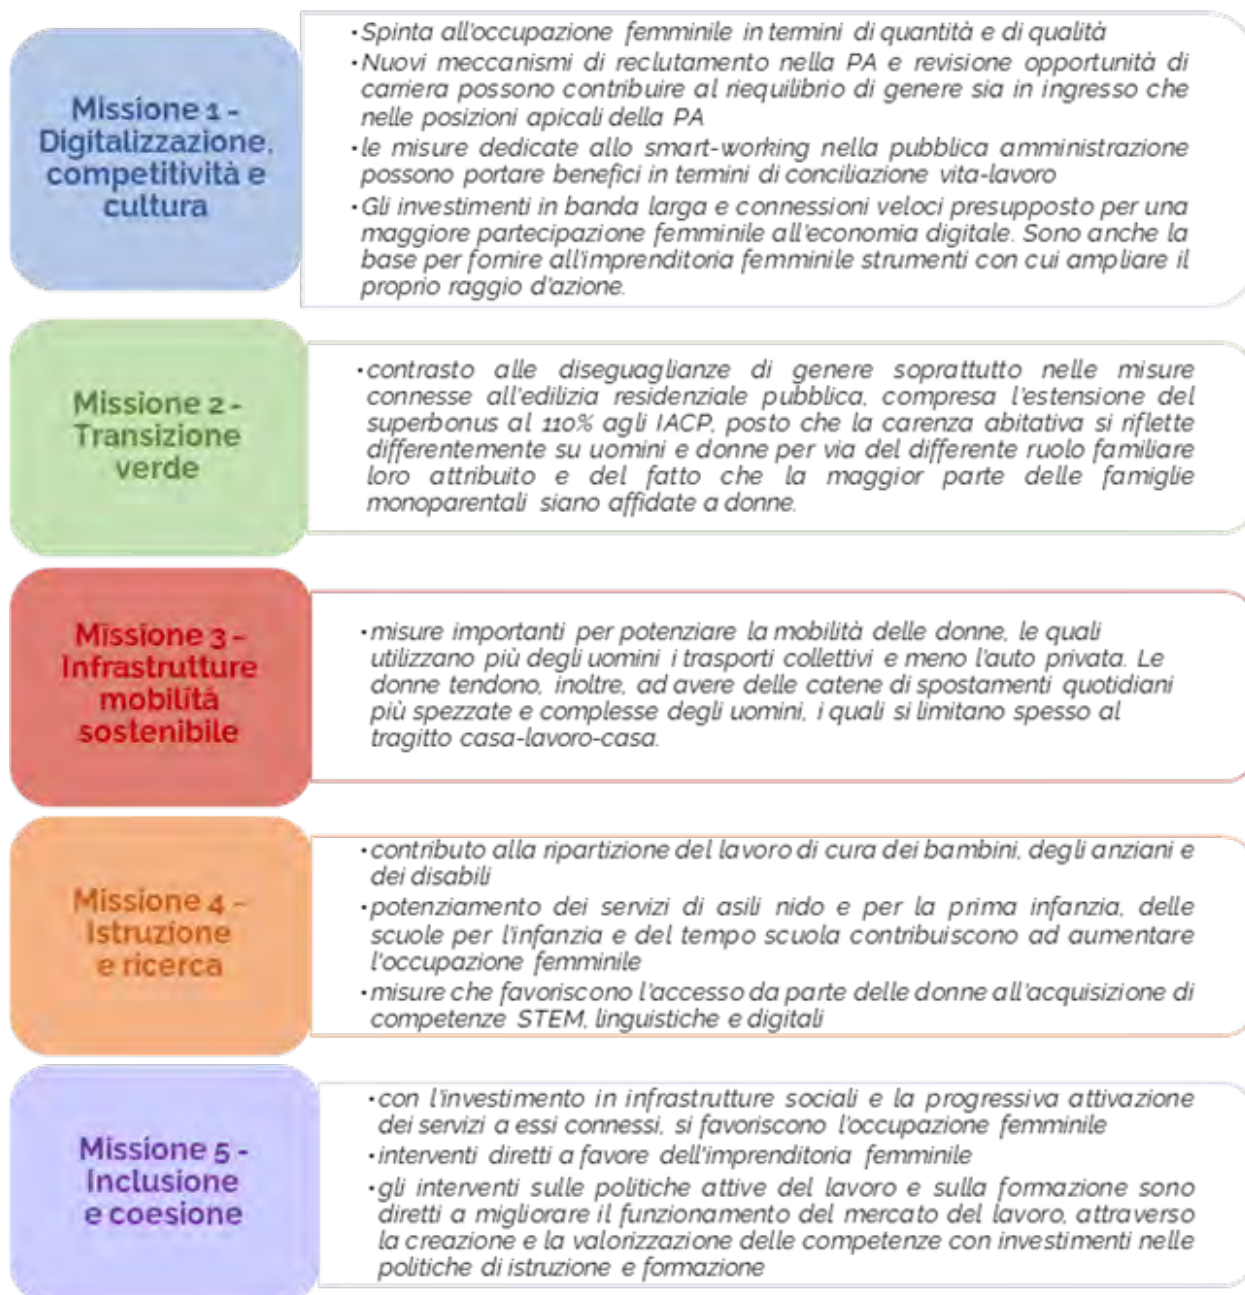 Missione 1 -
Digitalizzazione,
competitività e
cultura
•Spinta all'occupazione femminile in termini di quantità e di qualità
•Nuovi meccanismi di reclutamento nella PA e revisione opportunità di
carriera possono contribuire al riequilibrio di genere sia in ingresso che
nelle posizioni apicali della PA
•le misure dedicate allo smart-working nella pubblica amministrazione
possono portare benefici in termini di conciliazione vita-lavoro
•Gli investimenti in banda larga e connessioni veloci presupposto per una
maggiore partecipazione femminile all'economia digitale. Sono anche la
base per fornire all'imprenditoria femminile strumenti con cui ampliare il
proprio raggio d'azione.
Missione 2 -
Transizione
verde
•contrasto alle diseguaglianze di genere soprattutto nelle misure
connesse all'edilizia residenziale pubblica, compresa l'estensione del
superbonus al 110% agli IACP, posto che la carenza abitativa si riflette
differentemente su uomini e donne per via del differente ruolo familiare
loro attribuito e del fatto che la maggior parte delle famiglie
monoparentali siano affidate a donne.
Missione 3 -
Infrastrutture
mobilità
sostenibile
•misure importanti per potenziare la mobilità delle donne, le quali
utilizzano più degli uomini i trasporti collettivi e meno l'auto privata. Le
donne tendono, inoltre, ad avere delle catene di spostamenti quotidiani
più spezzate e complesse degli uomini, i quali si limitano spesso al
tragitto casa-lavoro-casa.
Missione 4 -
Istruzione
e ricerca
•contributo alla ripartizione del lavoro di cura dei bambini, degli anziani e
dei disabili
•potenziamento dei servizi di asili nido e per la prima infanzia, delle
scuole per l'infanzia e del tempo scuola contribuiscono ad aumentare
l'occupazione femminile
•misure che favoriscono l'accesso da parte delle donne all'acquisizione di
competenze STEM, linguistiche e digitali
Missione 5 -
Inclusione
e coesione
•con l'investimento in infrastrutture sociali e la progressiva attivazione
dei servizi a essi connessi, si favoriscono l'occupazione femminile
•interventi diretti a favore dell'imprenditoria femminile
•gli interventi sulle politiche attive del lavoro e sulla formazione sono
diretti a migliorare il funzionamento del mercato del lavoro, attraverso
la creazione e la valorizzazione delle competenze con investimenti nelle
politiche di istruzione e formazione